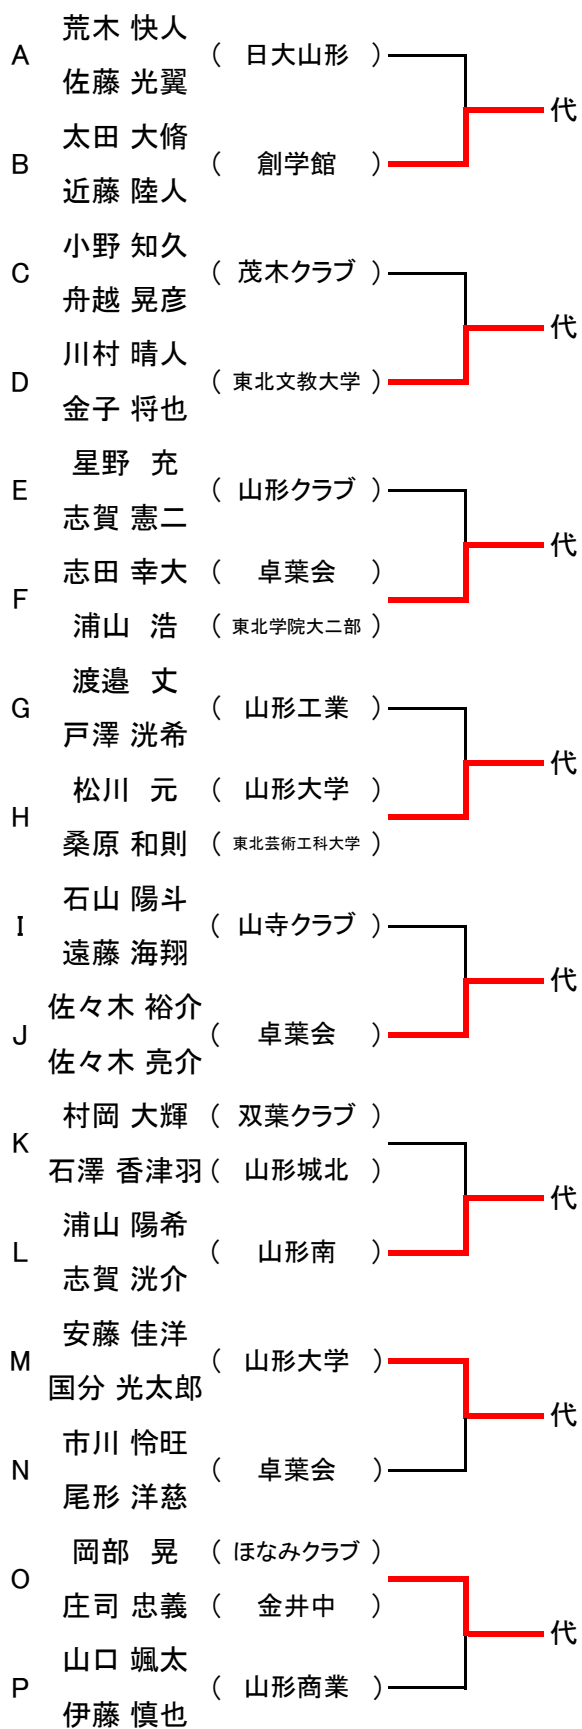 荒木 快人
A ( 日大山形 )
佐藤 光翼
代
太田 大脩
B ( 創学館 )
近藤 陸人
小野 知久
C ( 茂木クラブ )
舟越 晃彦
代
川村 晴人
D ( 東北文教大学 )
金子 将也
星野 充
E ( 山形クラブ )
志賀 憲二
代
志田 幸大 ( 卓葉会 )
F
浦山 浩 ( 東北学院大二部 )
渡邉 丈
G ( 山形工業 )
戸澤 洸希
代
松川 元 ( 山形大学 )
H
桑原 和則 ( 東北芸術工科大学 )
石山 陽斗
I ( 山寺クラブ )
遠藤 海翔
代
佐々木 裕介
J ( 卓葉会 )
佐々木 亮介
村岡 大輝 ( 双葉クラブ )
K
石澤 香津羽 ( 山形城北 )
代
浦山 陽希
L ( 山形南 )
志賀 洸介
安藤 佳洋
M ( 山形大学 )
国分 光太郎
代
市川 怜旺
N ( 卓葉会 )
尾形 洋慈
岡部 晃 ( ほなみクラブ )
O
庄司 忠義 ( 金井中 )
代
山口 颯太
P ( 山形商業 )
伊藤 慎也